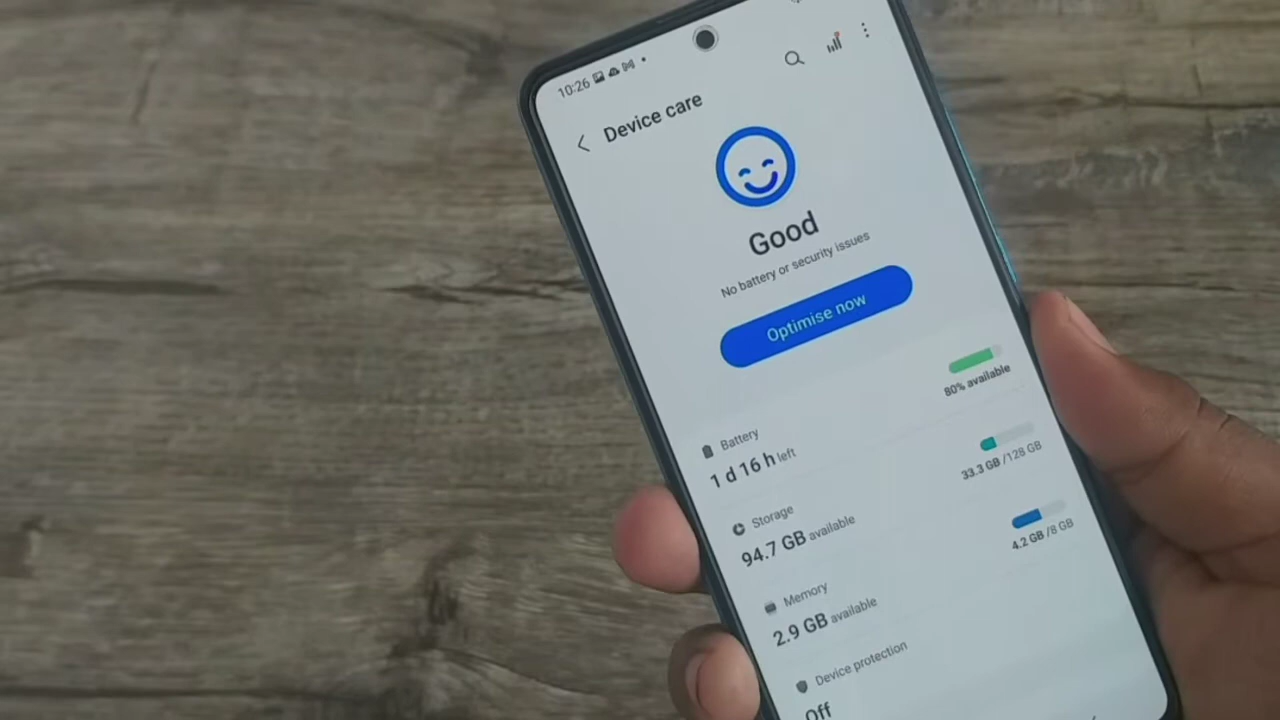 10:26
Device care
Good
No battery or security issues
Optimise now
80% available
Battery
1 d 16 h left
33.3 GB /128 GB
Storage
94.7 GB available
4.2 GB /8 GB
Memory
2.9 GB available
Device protection
Off